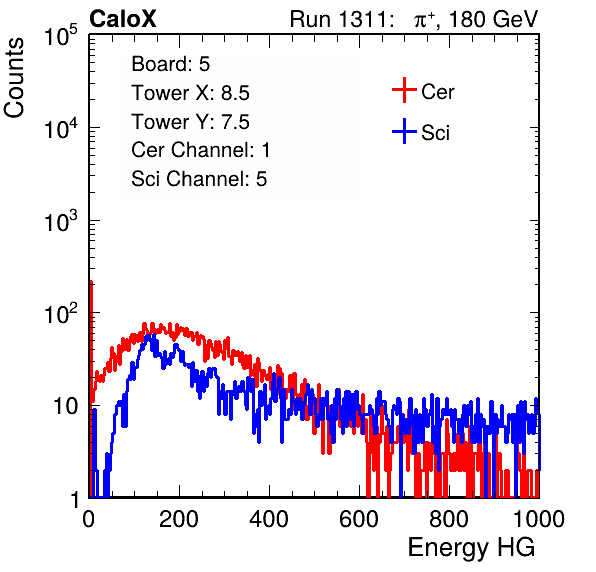 CaloX Run 1311: π⁺, 180 GeV
Counts
Board: 5
Tower X: 8.5
Tower Y: 7.5
Cer Channel: 1
Sci Channel: 5
Cer
Sci
10⁵
10⁴
10³
10²
10
1
0 200 400 600 800 1000
Energy HG